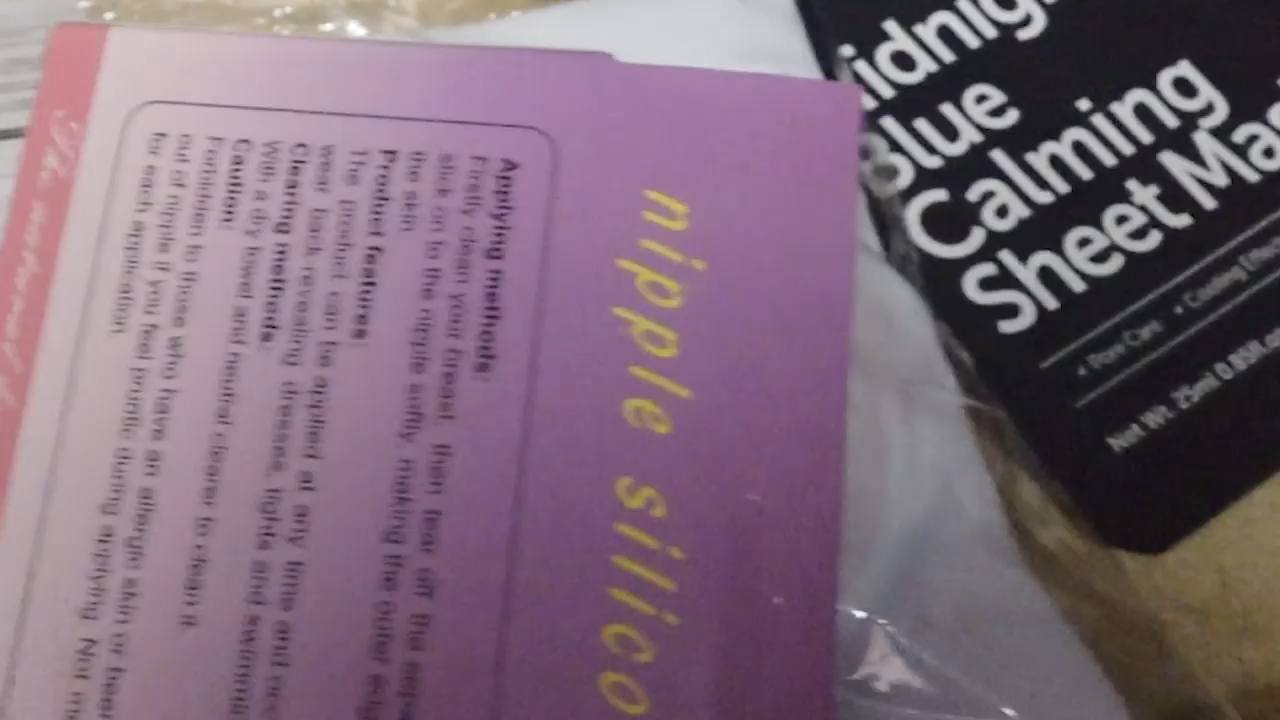 nipple silico
Applying methods:
Firstly clean your breast, then tear off the
stick on to the nipple softly, making the outer
the skin
Product features:
The product can be applied at any time and
wear back revealing dresses, tights and
Clearing methods:
With a dry towel and neutral cleaner to clean it.
Caution:
Forbidden to those who have an allergic skin or
out of nipple if you feel pruritic during applying. Not
for each application.
The natural
idnig
Blue
Calming
Sheet Mas
Pore Care
Cooling Effect
Net Wt. 25ml 0.85fl.oz